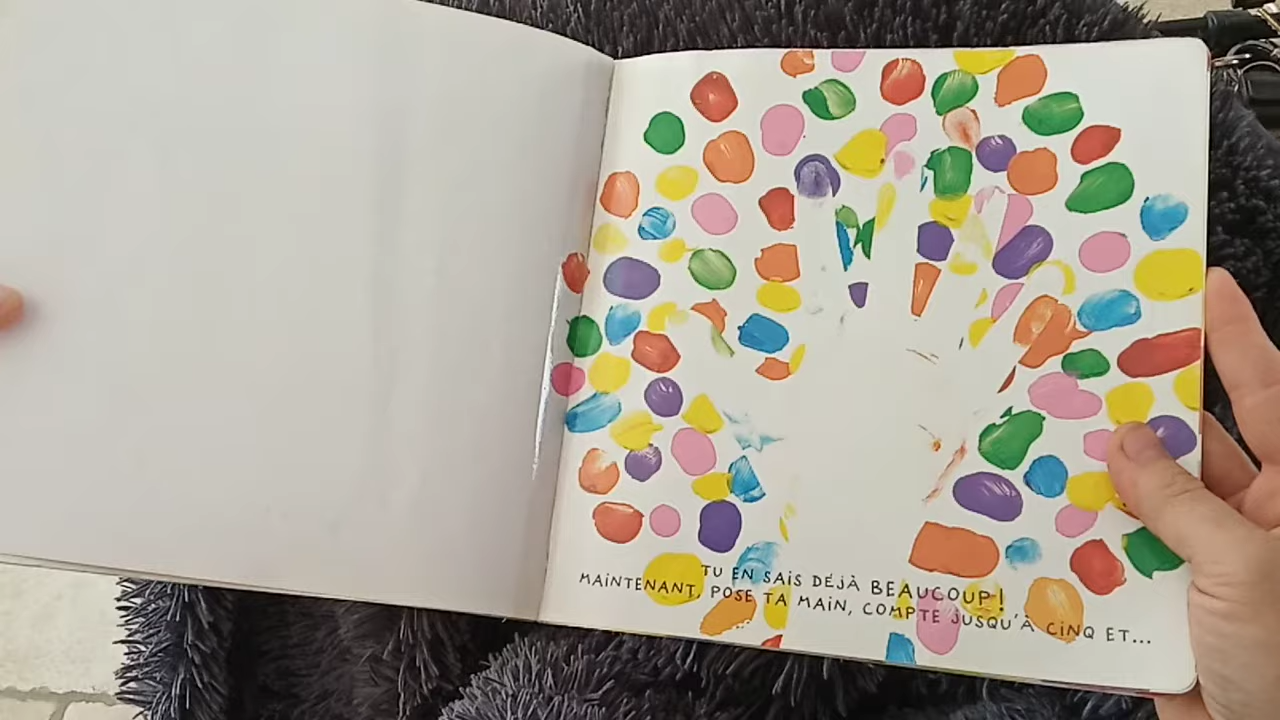 TU EN SAIS DÉJÀ BEAUCOUP !
MAINTENANT, POSE TA MAIN, COMPTE JUSQU'À CINQ ET...